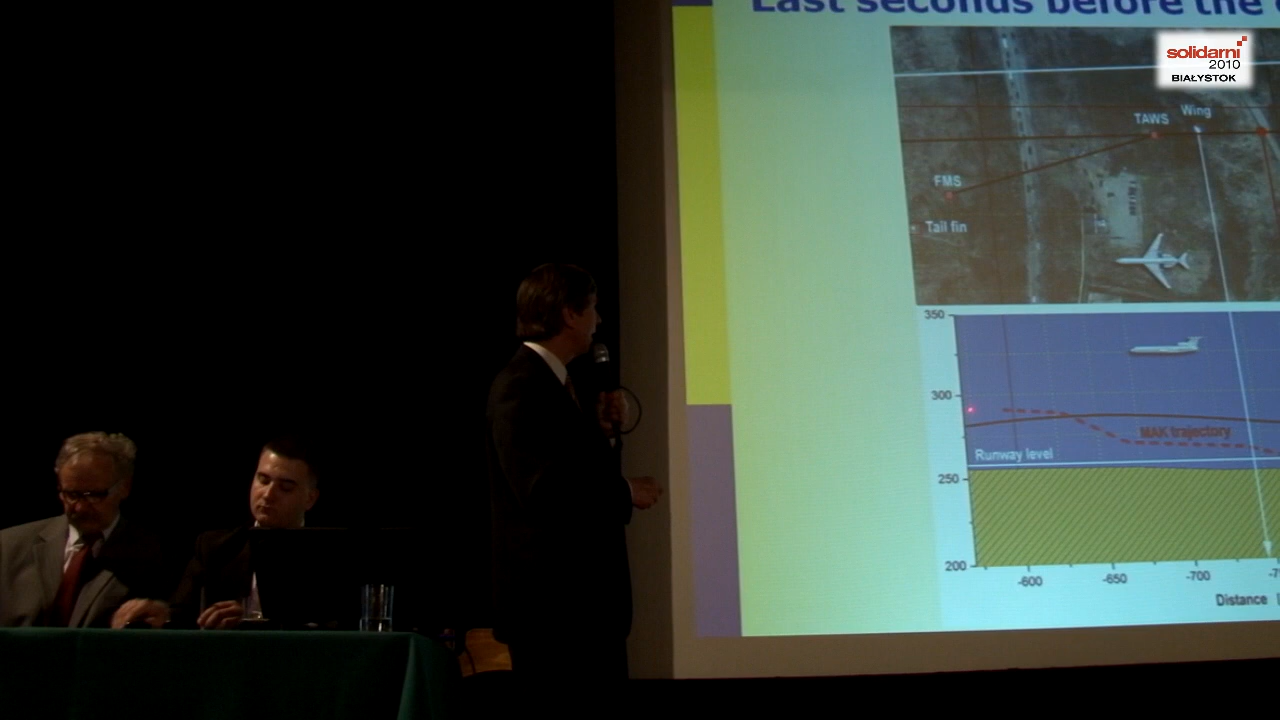 Last seconds before the
solidarni
2010
BIAŁYSTOK
TAWS
Wing
FMS
Tail fin
350
300
250
200
MAK trajectory
Runway level
-600
-650
-700
Distance